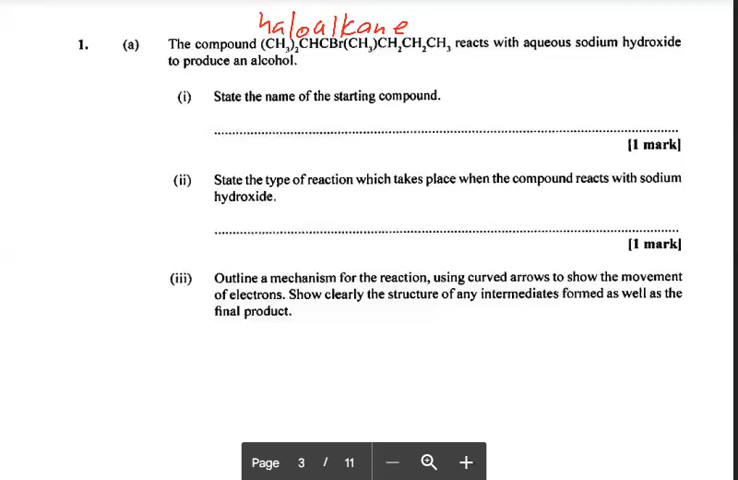 haloalkane
1. (a) The compound (CH₃)₂CHCBr(CH₃)CH₂CH₂CH₃ reacts with aqueous sodium hydroxide
to produce an alcohol.
(i) State the name of the starting compound.
[1 mark]
(ii) State the type of reaction which takes place when the compound reacts with sodium
hydroxide.
[1 mark]
(iii) Outline a mechanism for the reaction, using curved arrows to show the movement
of electrons. Show clearly the structure of any intermediates formed as well as the
final product.
Page 3 / 11 — +